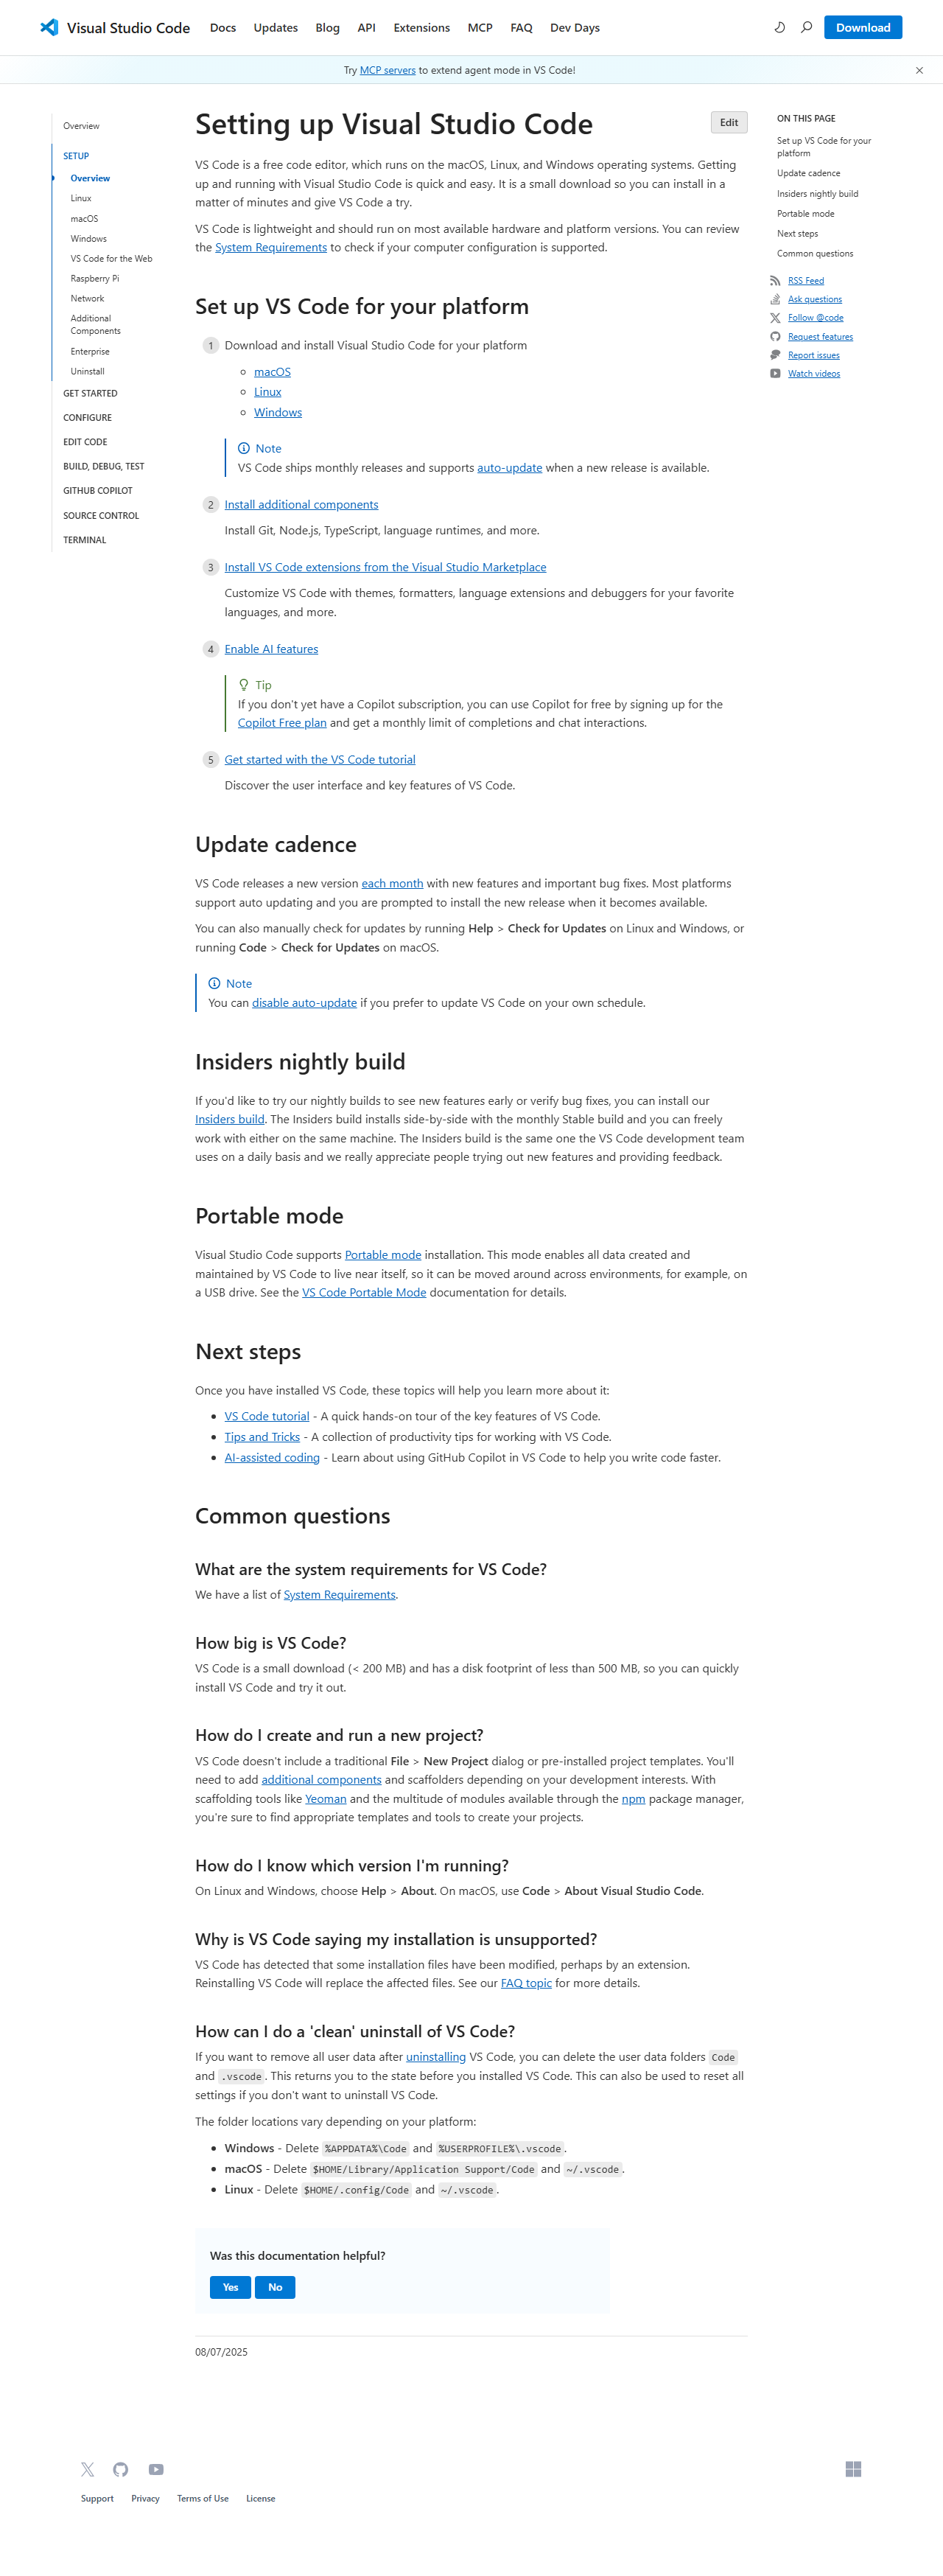 Visual Studio Code Docs Updates Blog API Extensions MCP FAQ Dev Days Download
Try MCP servers to extend agent mode in VS Code!
Overview
SETUP
Overview
Linux
macOS
Windows
VS Code for the Web
Raspberry Pi
Network
Additional
Components
Enterprise
Uninstall
GET STARTED
CONFIGURE
EDIT CODE
BUILD, DEBUG, TEST
GITHUB COPILOT
SOURCE CONTROL
TERMINAL
Setting up Visual Studio Code
Edit
VS Code is a free code editor, which runs on the macOS, Linux, and Windows operating systems. Getting
up and running with Visual Studio Code is quick and easy. It is a small download so you can install in a
matter of minutes and give VS Code a try.
VS Code is lightweight and should run on most available hardware and platform versions. You can review
the System Requirements to check if your computer configuration is supported.
Set up VS Code for your platform
1 Download and install Visual Studio Code for your platform
macOS
Linux
Windows
Note
VS Code ships monthly releases and supports auto-update when a new release is available.
2 Install additional components
Install Git, Node.js, TypeScript, language runtimes, and more.
3 Install VS Code extensions from the Visual Studio Marketplace
Customize VS Code with themes, formatters, language extensions and debuggers for your favorite
languages, and more.
4 Enable AI features
Tip
If you don't yet have a Copilot subscription, you can use Copilot for free by signing up for the
Copilot Free plan and get a monthly limit of completions and chat interactions.
5 Get started with the VS Code tutorial
Discover the user interface and key features of VS Code.
Update cadence
VS Code releases a new version each month with new features and important bug fixes. Most platforms
support auto updating and you are prompted to install the new release when it becomes available.
You can also manually check for updates by running Help > Check for Updates on Linux and Windows, or
running Code > Check for Updates on macOS.
Note
You can disable auto-update if you prefer to update VS Code on your own schedule.
Insiders nightly build
If you'd like to try our nightly builds to see new features early or verify bug fixes, you can install our
Insiders build. The Insiders build installs side-by-side with the monthly Stable build and you can freely
work with either on the same machine. The Insiders build is the same one the VS Code development team
uses on a daily basis and we really appreciate people trying out new features and providing feedback.
Portable mode
Visual Studio Code supports Portable mode installation. This mode enables all data created and
maintained by VS Code to live near itself, so it can be moved around across environments, for example, on
a USB drive. See the VS Code Portable Mode documentation for details.
Next steps
Once you have installed VS Code, these topics will help you learn more about it:
VS Code tutorial - A quick hands-on tour of the key features of VS Code.
Tips and Tricks - A collection of productivity tips for working with VS Code.
AI-assisted coding - Learn about using GitHub Copilot in VS Code to help you write code faster.
Common questions
What are the system requirements for VS Code?
We have a list of System Requirements.
How big is VS Code?
VS Code is a small download (< 200 MB) and has a disk footprint of less than 500 MB, so you can quickly
install VS Code and try it out.
How do I create and run a new project?
VS Code doesn't include a traditional File > New Project dialog or pre-installed project templates. You'll
need to add additional components and scaffolders depending on your development interests. With
scaffolding tools like Yeoman and the multitude of modules available through the npm package manager,
you're sure to find appropriate templates and tools to create your projects.
How do I know which version I'm running?
On Linux and Windows, choose Help > About. On macOS, use Code > About Visual Studio Code.
Why is VS Code saying my installation is unsupported?
VS Code has detected that some installation files have been modified, perhaps by an extension.
Reinstalling VS Code will replace the affected files. See our FAQ topic for more details.
How can I do a 'clean' uninstall of VS Code?
If you want to remove all user data after uninstalling VS Code, you can delete the user data folders Code
and .vscode. This returns you to the state before you installed VS Code. This can also be used to reset all
settings if you don't want to uninstall VS Code.
The folder locations vary depending on your platform:
Windows - Delete %APPDATA%\Code and %USERPROFILE%\.vscode.
macOS - Delete $HOME/Library/Application Support/Code and ~/.vscode.
Linux - Delete $HOME/.config/Code and ~/.vscode.
Was this documentation helpful?
Yes No
08/07/2025
ON THIS PAGE
Set up VS Code for your
platform
Update cadence
Insiders nightly build
Portable mode
Next steps
Common questions
RSS Feed
Ask questions
Follow @code
Request features
Report issues
Watch videos
Support Privacy Terms of Use License